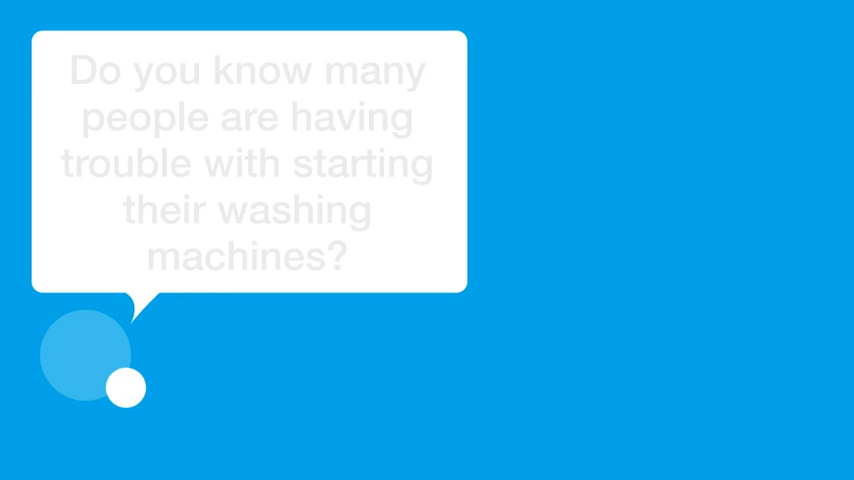 Do you know many
people are having
trouble with starting
their washing
machines?